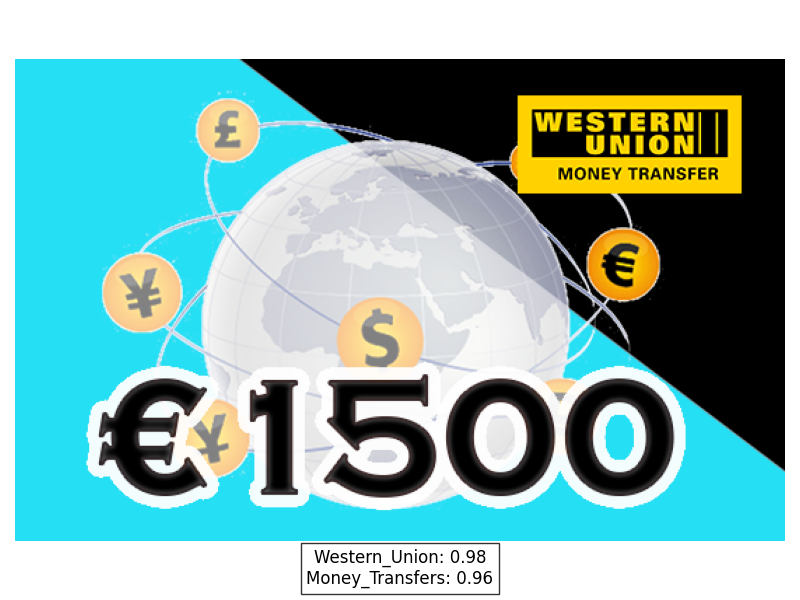 £
WESTERN
UNION
MONEY TRANSFER
€
¥
$
€ 1500
¥
Western_Union: 0.98
Money_Transfers: 0.96